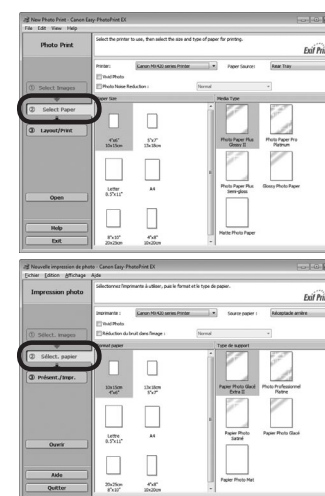 New Photo Print - Canon Easy-PhotoPrint EX
File Edit View Help
Photo Print
Select the printer to use, then select the size and type of paper for printing.
Exif Pri
Printer: Canon MX420 series Printer Paper Source: Rear Tray
Vivid Photo
Photo Noise Reduction: Normal
① Select Images
Paper Size Media Type
② Select Paper
③ Layout/Print
4"x6" 10x15cm
5"x7" 13x18cm
Photo Paper Plus Glossy II
Photo Paper Pro Platinum
Letter 8.5"x11"
A4
Photo Paper Plus Semi-gloss
Glossy Photo Paper
Open
8"x10" 20x25cm
4"x8" 10x20cm
Matte Photo Paper
Help
Exit
Nouvelle impression de photo - Canon Easy-PhotoPrint EX
Fichier Edition Affichage Aide
Impression photo
Sélectionnez l'imprimante à utiliser, puis le format et le type de papier.
Exif Pri
Imprimante : Canon MX420 series Printer Source papier : Réceptacle arrière
Vivid Photo
Réduction du bruit dans l'image : Normal
① Sélect. images
Format papier Type de support
② Sélect. papier
③ Présent./Impr.
10x15cm 4"x6"
13x18cm 5"x7"
Papier Photo Glacé Extra II
Photo Professionnel Platine
Lettre 8.5"x11"
A4
Papier Photo Satiné
Papier Photo Glacé
Ouvrir
20x25cm 8"x10"
4"x8" 10x20cm
Papier Photo Mat
Aide
Quitter